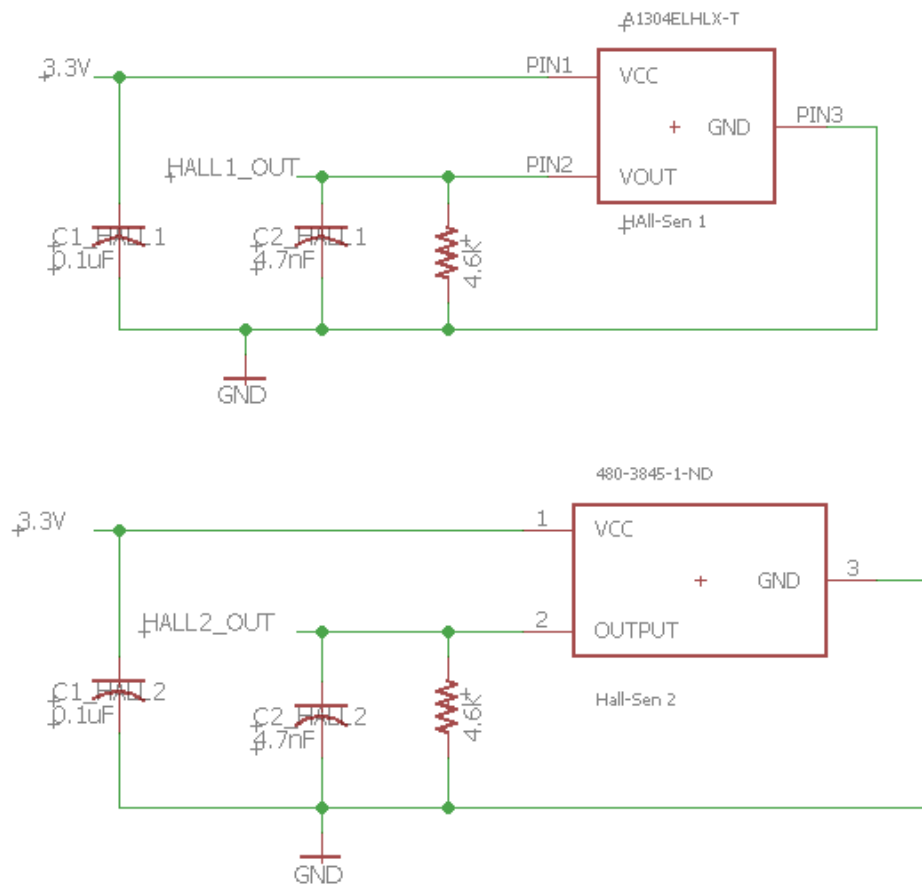 A1304ELHLX-T
3.3V
PIN1
VCC
PIN3
GND
HALL1_OUT
PIN2
VOUT
HAll-Sen 1
C1_HALL1
0.1uF
C2_HALL1
4.7nF
4.6k
GND
480-3845-1-ND
3.3V
1
VCC
3
GND
HALL2_OUT
2
OUTPUT
C1_HALL2
0.1uF
C2_HALL2
4.7nF
4.6k
Hall-Sen 2
GND